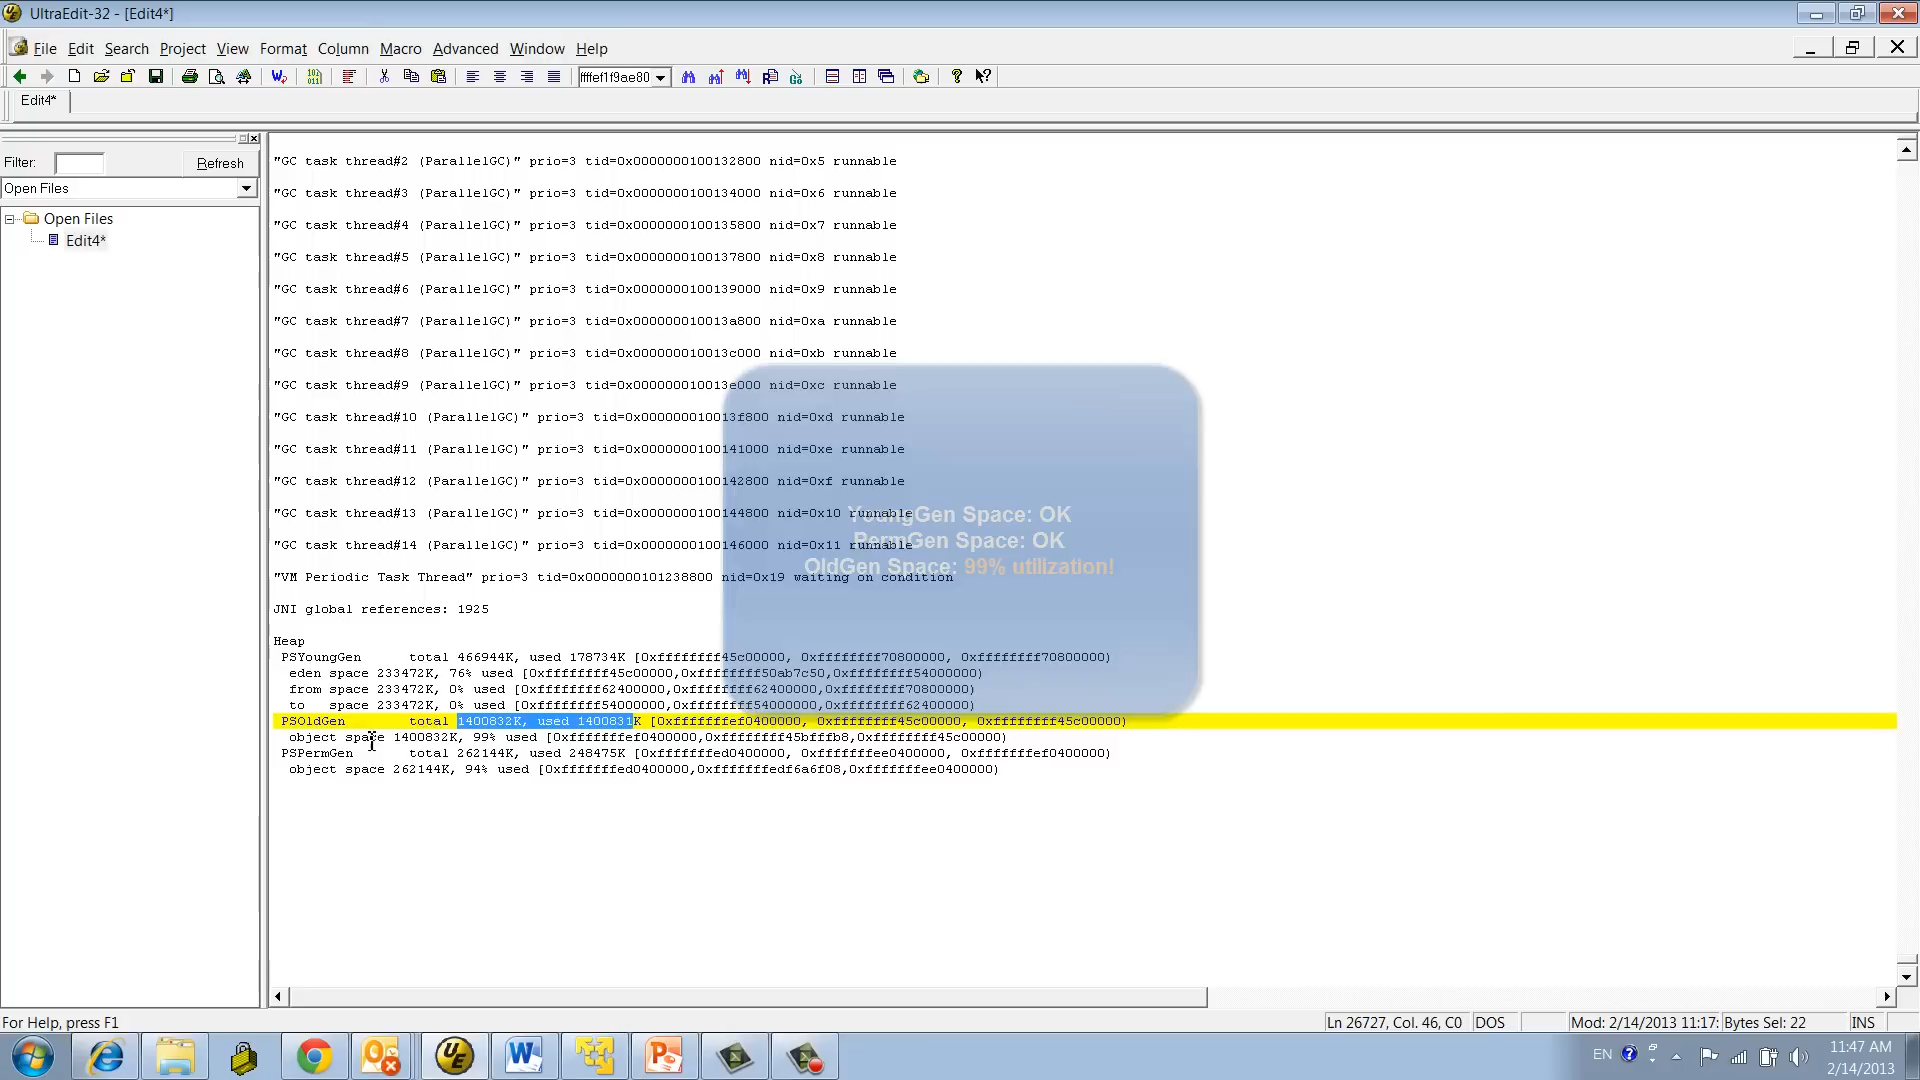 UltraEdit-32 - [Edit4*]
File Edit Search Project View Format Column Macro Advanced Window Help
ffffef1f9ae80
Edit4*
Filter:
Refresh
Open Files
Open Files
Edit4*
"GC task thread#2 (ParallelGC)" prio=3 tid=0x0000000100132800 nid=0x5 runnable
"GC task thread#3 (ParallelGC)" prio=3 tid=0x0000000100134000 nid=0x6 runnable
"GC task thread#4 (ParallelGC)" prio=3 tid=0x0000000100135800 nid=0x7 runnable
"GC task thread#5 (ParallelGC)" prio=3 tid=0x0000000100137800 nid=0x8 runnable
"GC task thread#6 (ParallelGC)" prio=3 tid=0x0000000100139000 nid=0x9 runnable
"GC task thread#7 (ParallelGC)" prio=3 tid=0x000000010013a800 nid=0xa runnable
"GC task thread#8 (ParallelGC)" prio=3 tid=0x000000010013c000 nid=0xb runnable
"GC task thread#9 (ParallelGC)" prio=3 tid=0x000000010013e000 nid=0xc runnable
"GC task thread#10 (ParallelGC)" prio=3 tid=0x000000010013f800 nid=0xd runnable
"GC task thread#11 (ParallelGC)" prio=3 tid=0x0000000100141000 nid=0xe runnable
"GC task thread#12 (ParallelGC)" prio=3 tid=0x0000000100142800 nid=0xf runnable
"GC task thread#13 (ParallelGC)" prio=3 tid=0x0000000100144800 nid=0x10 runnable
"GC task thread#14 (ParallelGC)" prio=3 tid=0x0000000100146000 nid=0x11 runnable
"VM Periodic Task Thread" prio=3 tid=0x0000000101238800 nid=0x19 waiting on condition
YoungGen Space: OK
PermGen Space: OK
OldGen Space: 99% utilization!
JNI global references: 1925
Heap
PSYoungGen total 466944K, used 178734K [0xffffffff45c00000, 0xffffffff70800000, 0xffffffff70800000)
eden space 233472K, 76% used [0xffffffff45c00000,0xffffffff50ab7c50,0xffffffff54000000)
from space 233472K, 0% used [0xffffffff62400000,0xffffffff62400000,0xffffffff70800000)
to space 233472K, 0% used [0xffffffff54000000,0xffffffff54000000,0xffffffff62400000)
PSOldGen total 1400832K, used 1400831K [0xfffffffef0400000, 0xffffffff45c00000, 0xffffffff45c00000)
object space 1400832K, 99% used [0xfffffffef0400000,0xffffffff45bfffb8,0xffffffff45c00000)
PSPermGen total 262144K, used 248475K [0xfffffffed0400000, 0xfffffffee0400000, 0xfffffffef0400000)
object space 262144K, 94% used [0xfffffffed0400000,0xfffffffedf6a6f08,0xfffffffee0400000)
For Help, press F1
Ln 26727, Col. 46, C0 DOS Mod: 2/14/2013 11:17: Bytes Sel: 22 INS
EN
11:47 AM
2/14/2013